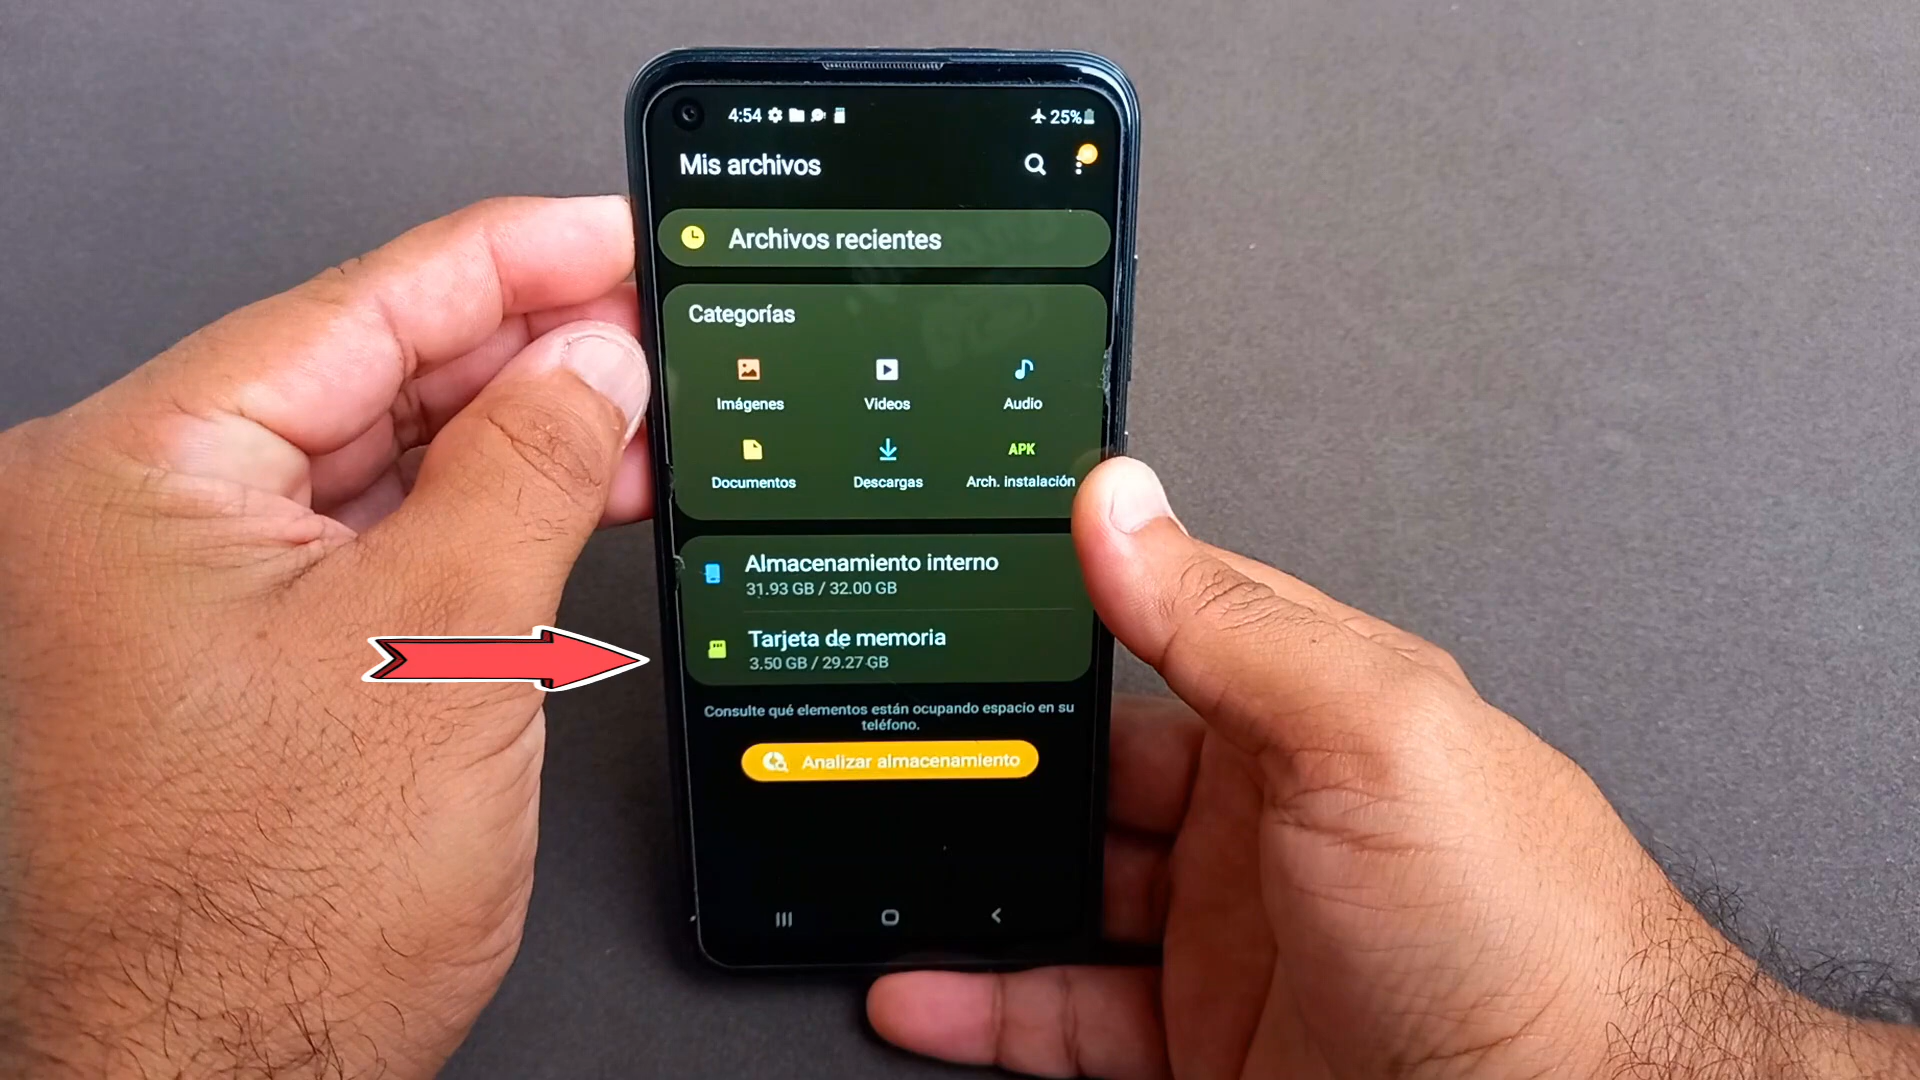 4:54
25%
Mis archivos
Archivos recientes
Categorías
Imágenes
Videos
Audio
Documentos
Descargas
APK
Arch. instalación
Almacenamiento interno
31.93 GB / 32.00 GB
Tarjeta de memoria
3.50 GB / 29.27 GB
Consulte qué elementos están ocupando espacio en su
teléfono.
Analizar almacenamiento